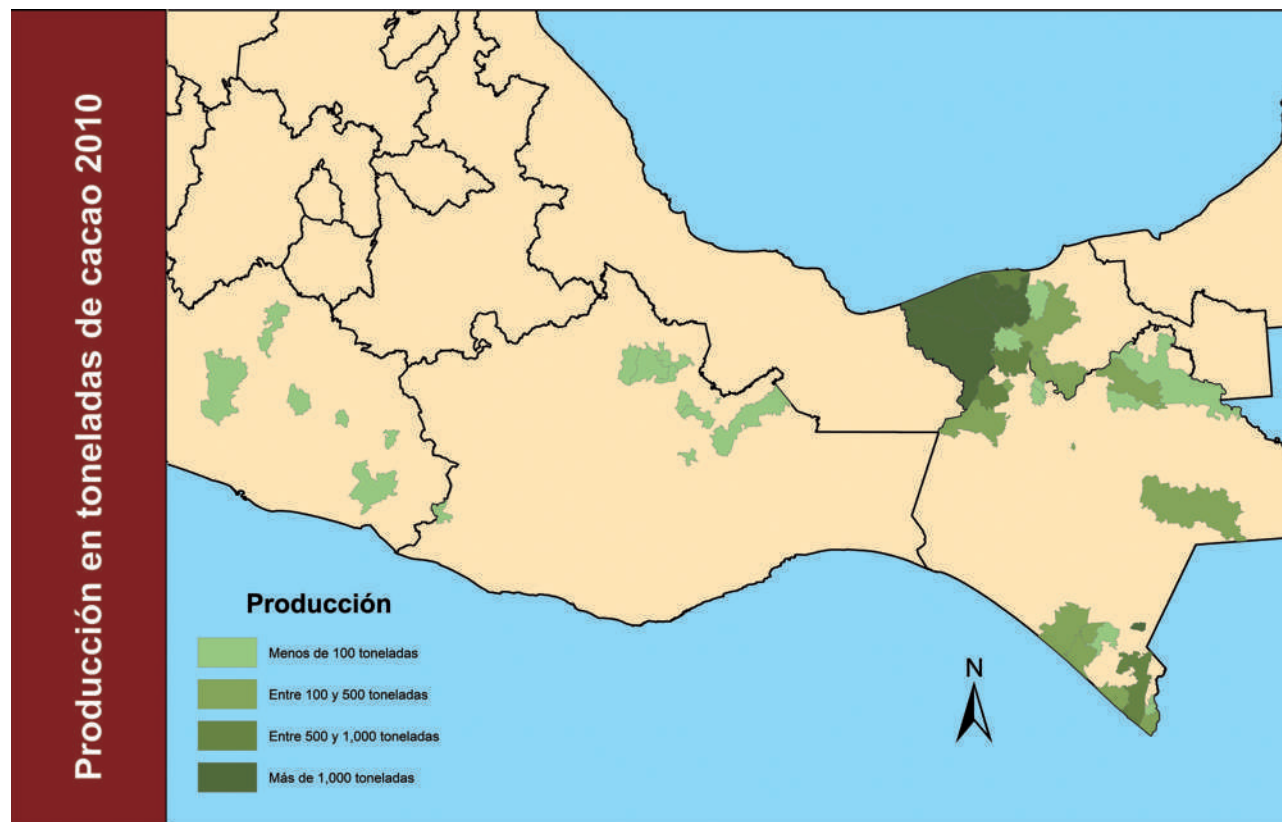 Producción en toneladas de cacao 2010
Producción
Menos de 100 toneladas
Entre 100 y 500 toneladas
Entre 500 y 1,000 toneladas
Más de 1,000 toneladas
N